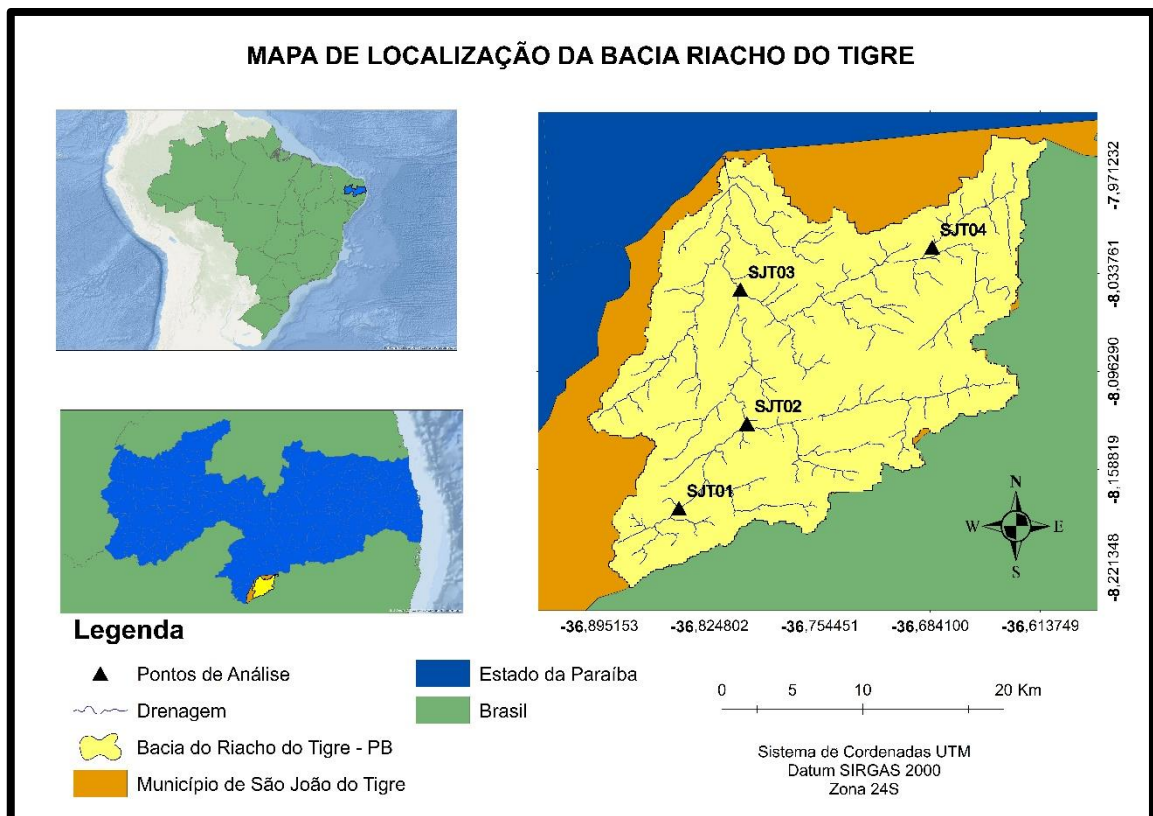 MAPA DE LOCALIZAÇÃO DA BACIA RIACHO DO TIGRE
SJT04
SJT03
SJT02
SJT01
N
W E
S
-7,971232
-8,033761
-8,096290
-8,158819
-8,221348
-36,895153 -36,824802 -36,754451 -36,684100 -36,613749
Legenda
Pontos de Análise
Drenagem
Bacia do Riacho do Tigre - PB
Município de São João do Tigre
Estado da Paraíba
Brasil
0 5 10 20 Km
Sistema de Cordenadas UTM
Datum SIRGAS 2000
Zona 24S